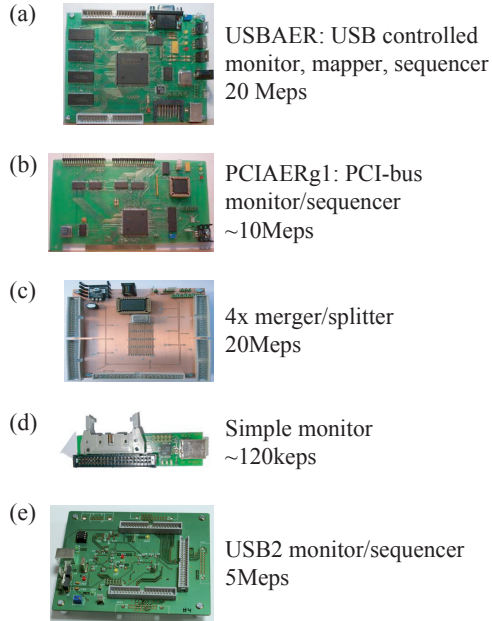 (a)
USBAER: USB controlled
monitor, mapper, sequencer
20 Meps
(b)
PCIAERg1: PCI-bus
monitor/sequencer
~10Meps
(c)
4x merger/splitter
20Meps
(d)
Simple monitor
~120keps
(e)
USB2 monitor/sequencer
5Meps